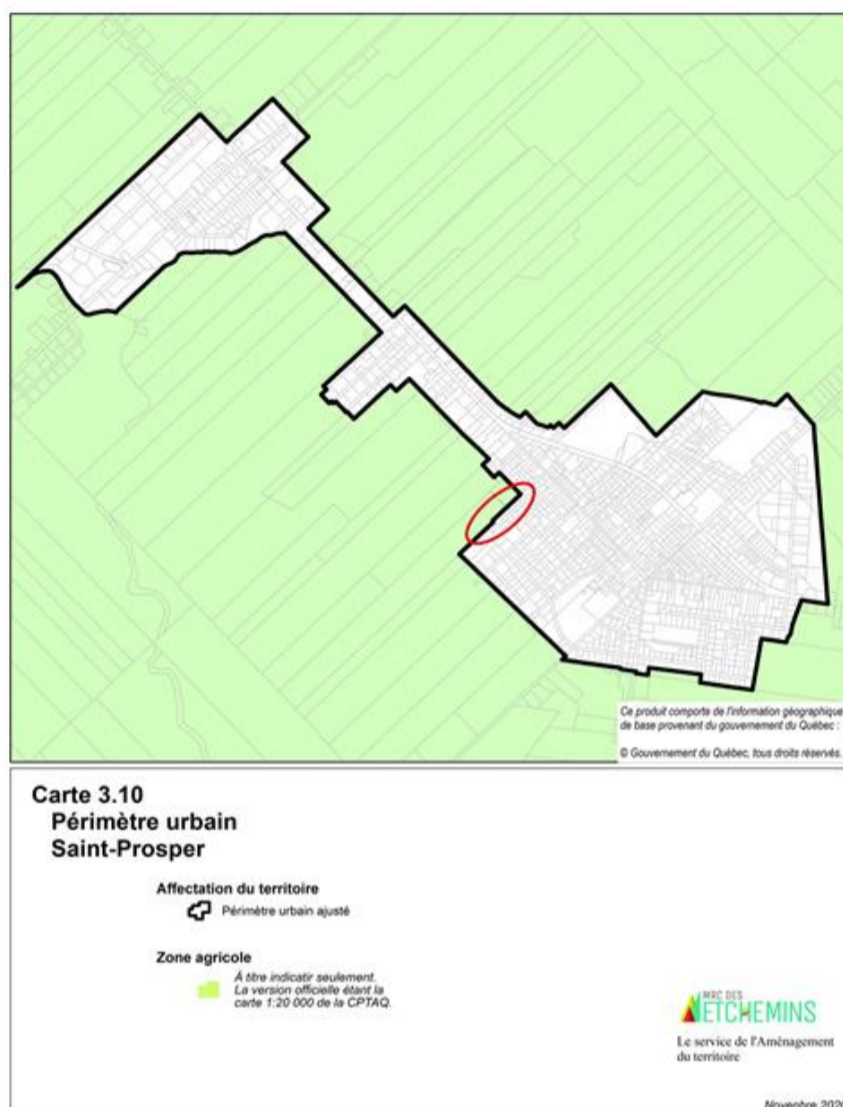 Ce produit comporte de l'information géographique
de base provenant du gouvernement du Québec :
© Gouvernement du Québec, tous droits réservés.
Carte 3.10
Périmètre urbain
Saint-Prosper
Affectation du territoire
Périmètre urbain ajusté
Zone agricole
À titre indicatif seulement.
La version officielle étant la
carte 1:20 000 de la CPTAQ.
MRC DES
ETCHEMINS
Le service de l'Aménagement
du territoire
Novembre 2020